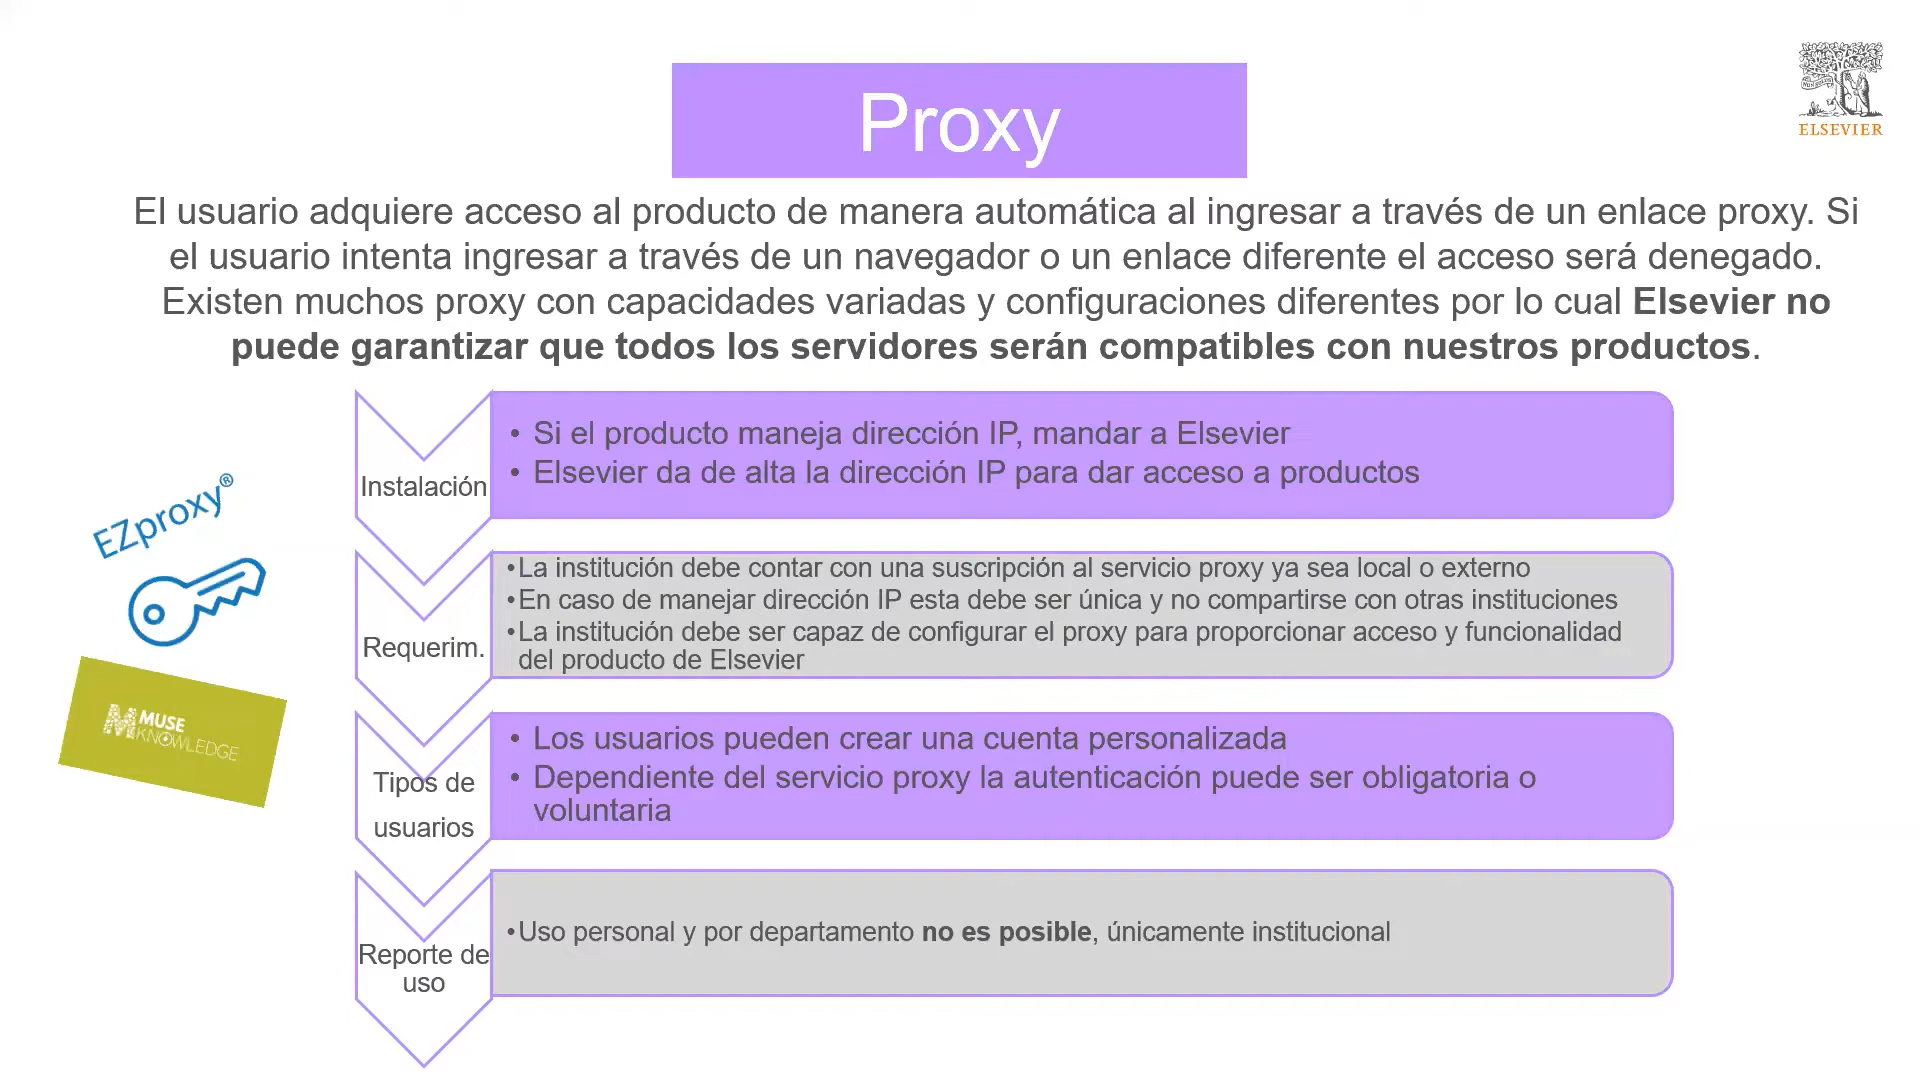 Proxy
ELSEVIER
El usuario adquiere acceso al producto de manera automática al ingresar a través de un enlace proxy. Si
el usuario intenta ingresar a través de un navegador o un enlace diferente el acceso será denegado.
Existen muchos proxy con capacidades variadas y configuraciones diferentes por lo cual Elsevier no
puede garantizar que todos los servidores serán compatibles con nuestros productos.
Instalación
• Si el producto maneja dirección IP, mandar a Elsevier
• Elsevier da de alta la dirección IP para dar acceso a productos
EZproxy®
Requerim.
•La institución debe contar con una suscripción al servicio proxy ya sea local o externo
•En caso de manejar dirección IP esta debe ser única y no compartirse con otras instituciones
•La institución debe ser capaz de configurar el proxy para proporcionar acceso y funcionalidad
del producto de Elsevier
MUSE
KNOWLEDGE
Tipos de
usuarios
• Los usuarios pueden crear una cuenta personalizada
• Dependiente del servicio proxy la autenticación puede ser obligatoria o
voluntaria
Reporte de
uso
•Uso personal y por departamento no es posible, únicamente institucional